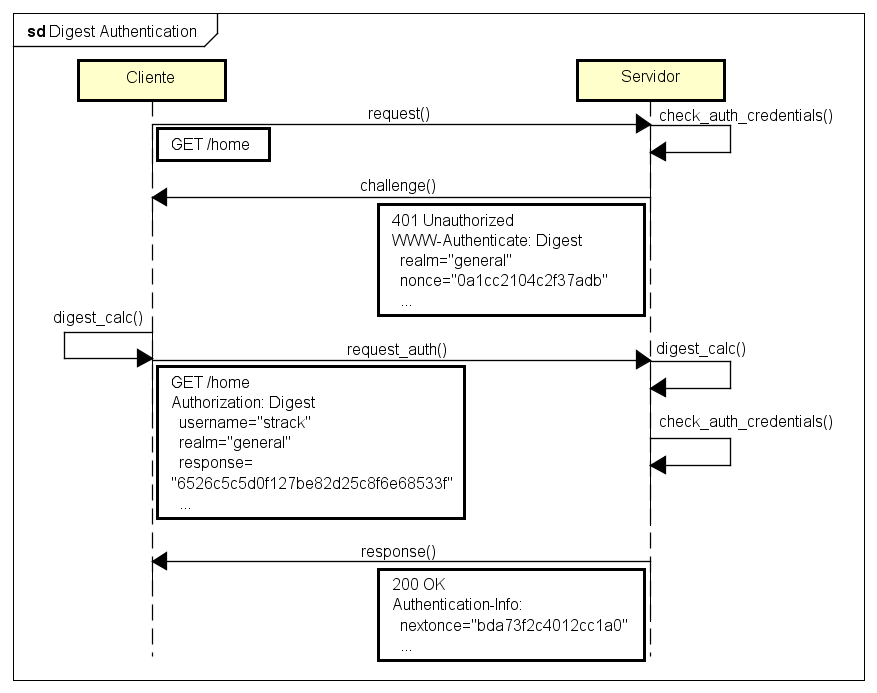 sd Digest Authentication
Cliente
Servidor
request()
check_auth_credentials()
GET /home
challenge()
401 Unauthorized
WWW-Authenticate: Digest
realm="general"
nonce="0a1cc2104c2f37adb"
...
digest_calc()
request_auth()
digest_calc()
GET /home
Authorization: Digest
username="strack"
realm="general"
response=
"6526c5c5d0f127be82d25c8f6e68533f"
...
check_auth_credentials()
response()
200 OK
Authentication-Info:
nextonce="bda73f2c4012cc1a0"
...